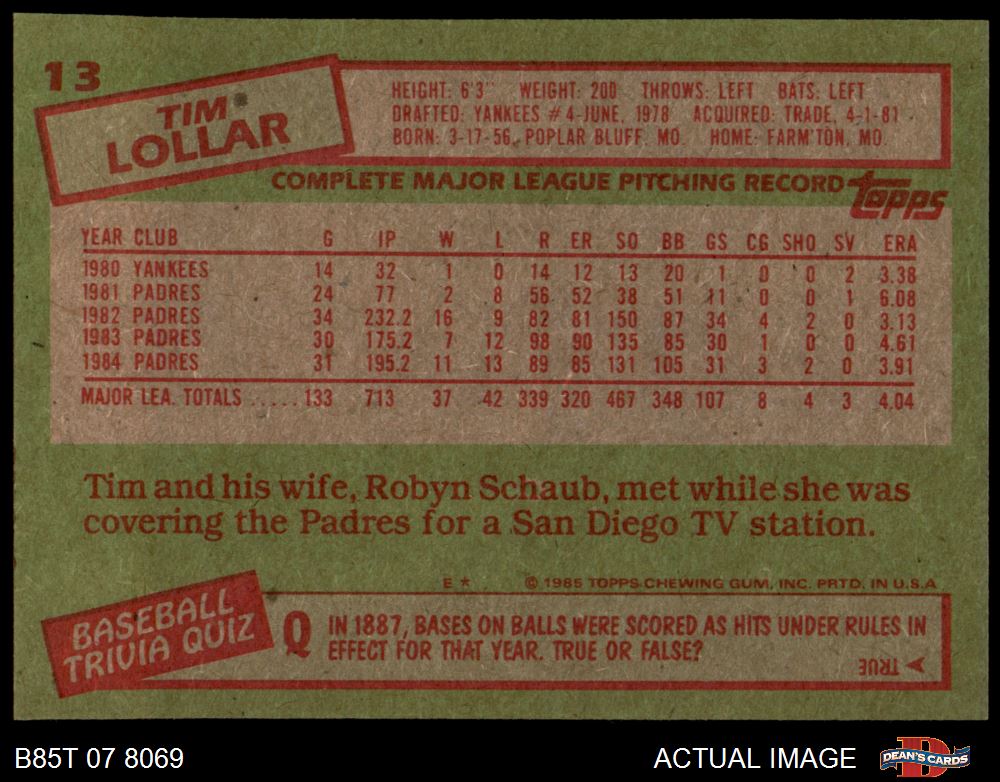 13
TIM
LOLLAR
HEIGHT: 6'3" WEIGHT: 200 THROWS: LEFT BATS: LEFT
DRAFTED: YANKEES #4-JUNE, 1978 ACQUIRED: TRADE, 4-1-81
BORN: 3-17-56, POPLAR BLUFF, MO. HOME: FARM'TON, MO.
COMPLETE MAJOR LEAGUE PITCHING RECORD topps
YEAR CLUB G IP W L R ER SO BB GS CG SHO SV ERA
1980 YANKEES 14 32 1 0 14 12 13 20 1 0 0 2 3.38
1981 PADRES 24 77 2 8 56 52 38 51 11 0 0 1 6.08
1982 PADRES 34 232.2 16 9 82 81 150 87 34 4 2 0 3.13
1983 PADRES 30 175.2 7 12 98 90 135 85 30 1 0 0 4.61
1984 PADRES 31 195.2 11 13 89 85 131 105 31 3 2 0 3.91
MAJOR LEA. TOTALS ..... 133 713 37 42 339 320 467 348 107 8 4 3 4.04
Tim and his wife, Robyn Schaub, met while she was
covering the Padres for a San Diego TV station.
E * © 1985 TOPPS CHEWING GUM, INC. PRTD. IN U.S.A.
BASEBALL
TRIVIA QUIZ
Q IN 1887, BASES ON BALLS WERE SCORED AS HITS UNDER RULES IN
EFFECT FOR THAT YEAR. TRUE OR FALSE?
TRUE
B85T 07 8069 ACTUAL IMAGE DEAN'S CARDS